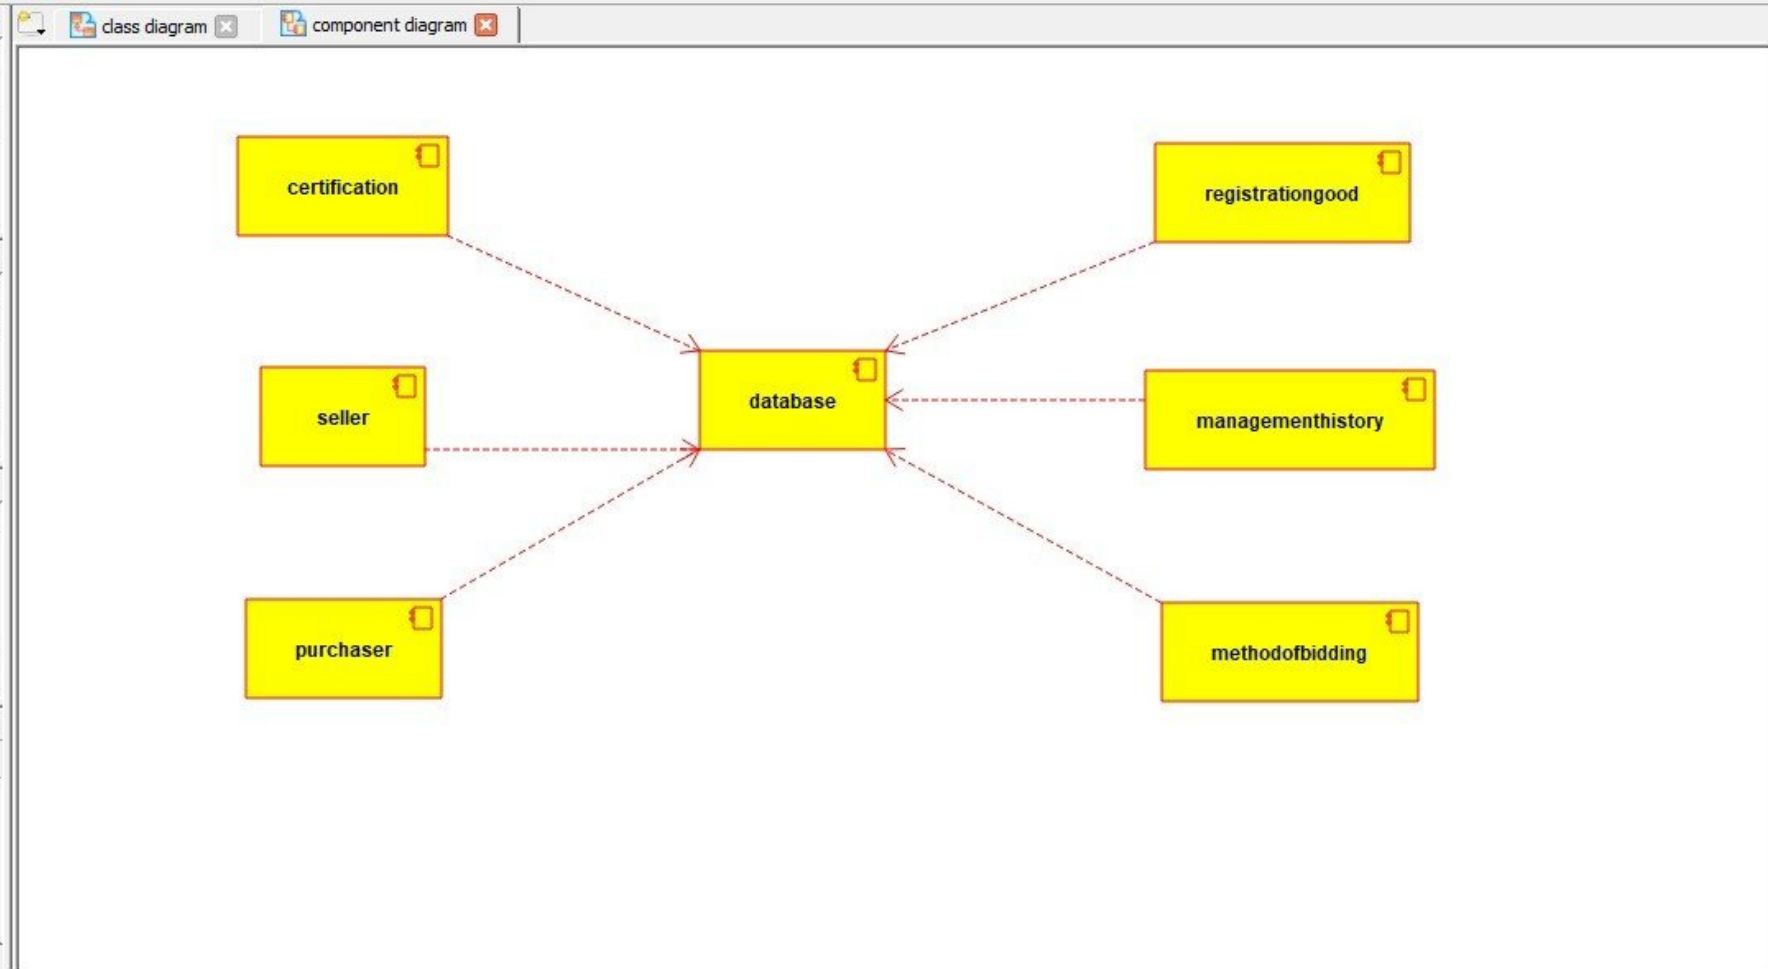 class diagram
component diagram
certification
registrationgood
seller
database
managementhistory
purchaser
methodofbidding